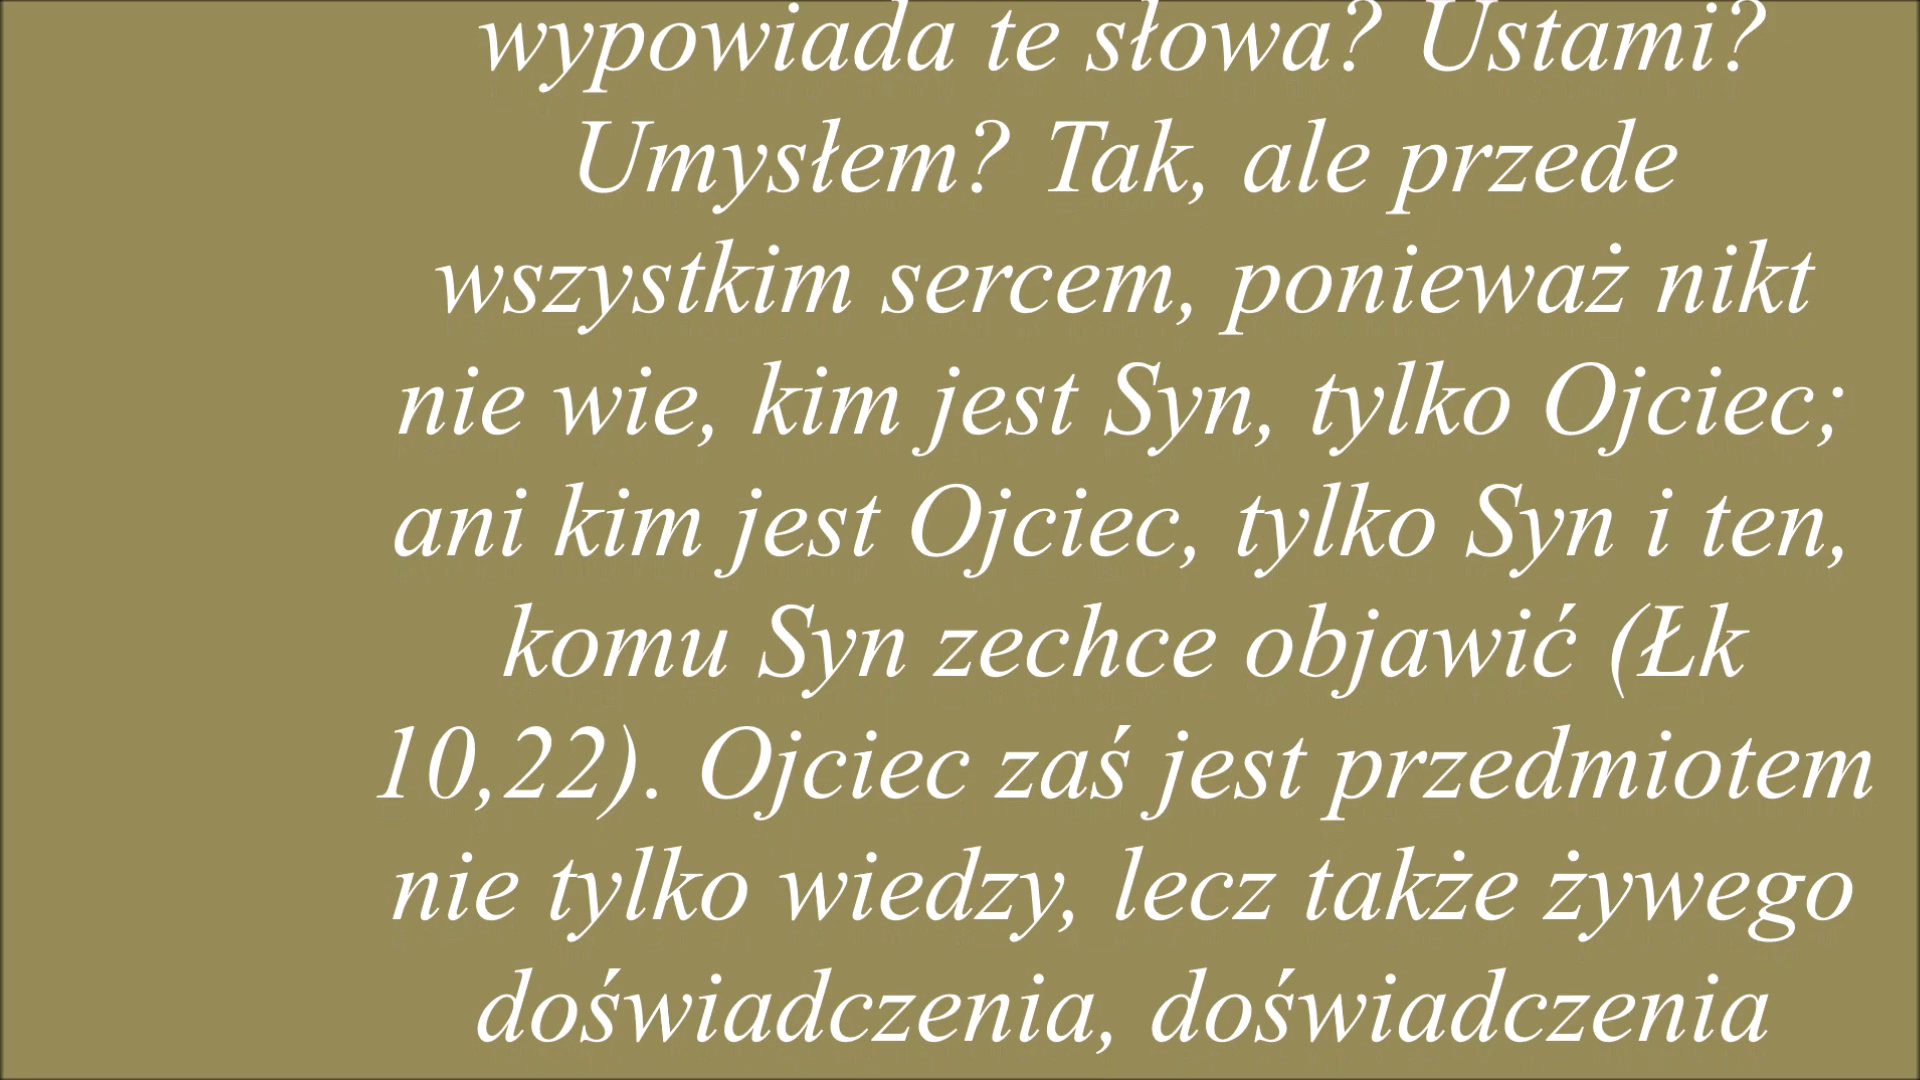 wypowiada te słowa? Ustami?
Umysłem? Tak, ale przede
wszystkim sercem, ponieważ nikt
nie wie, kim jest Syn, tylko Ojciec;
ani kim jest Ojciec, tylko Syn i ten,
komu Syn zechce objawić (Łk
10,22). Ojciec zaś jest przedmiotem
nie tylko wiedzy, lecz także żywego
doświadczenia, doświadczenia